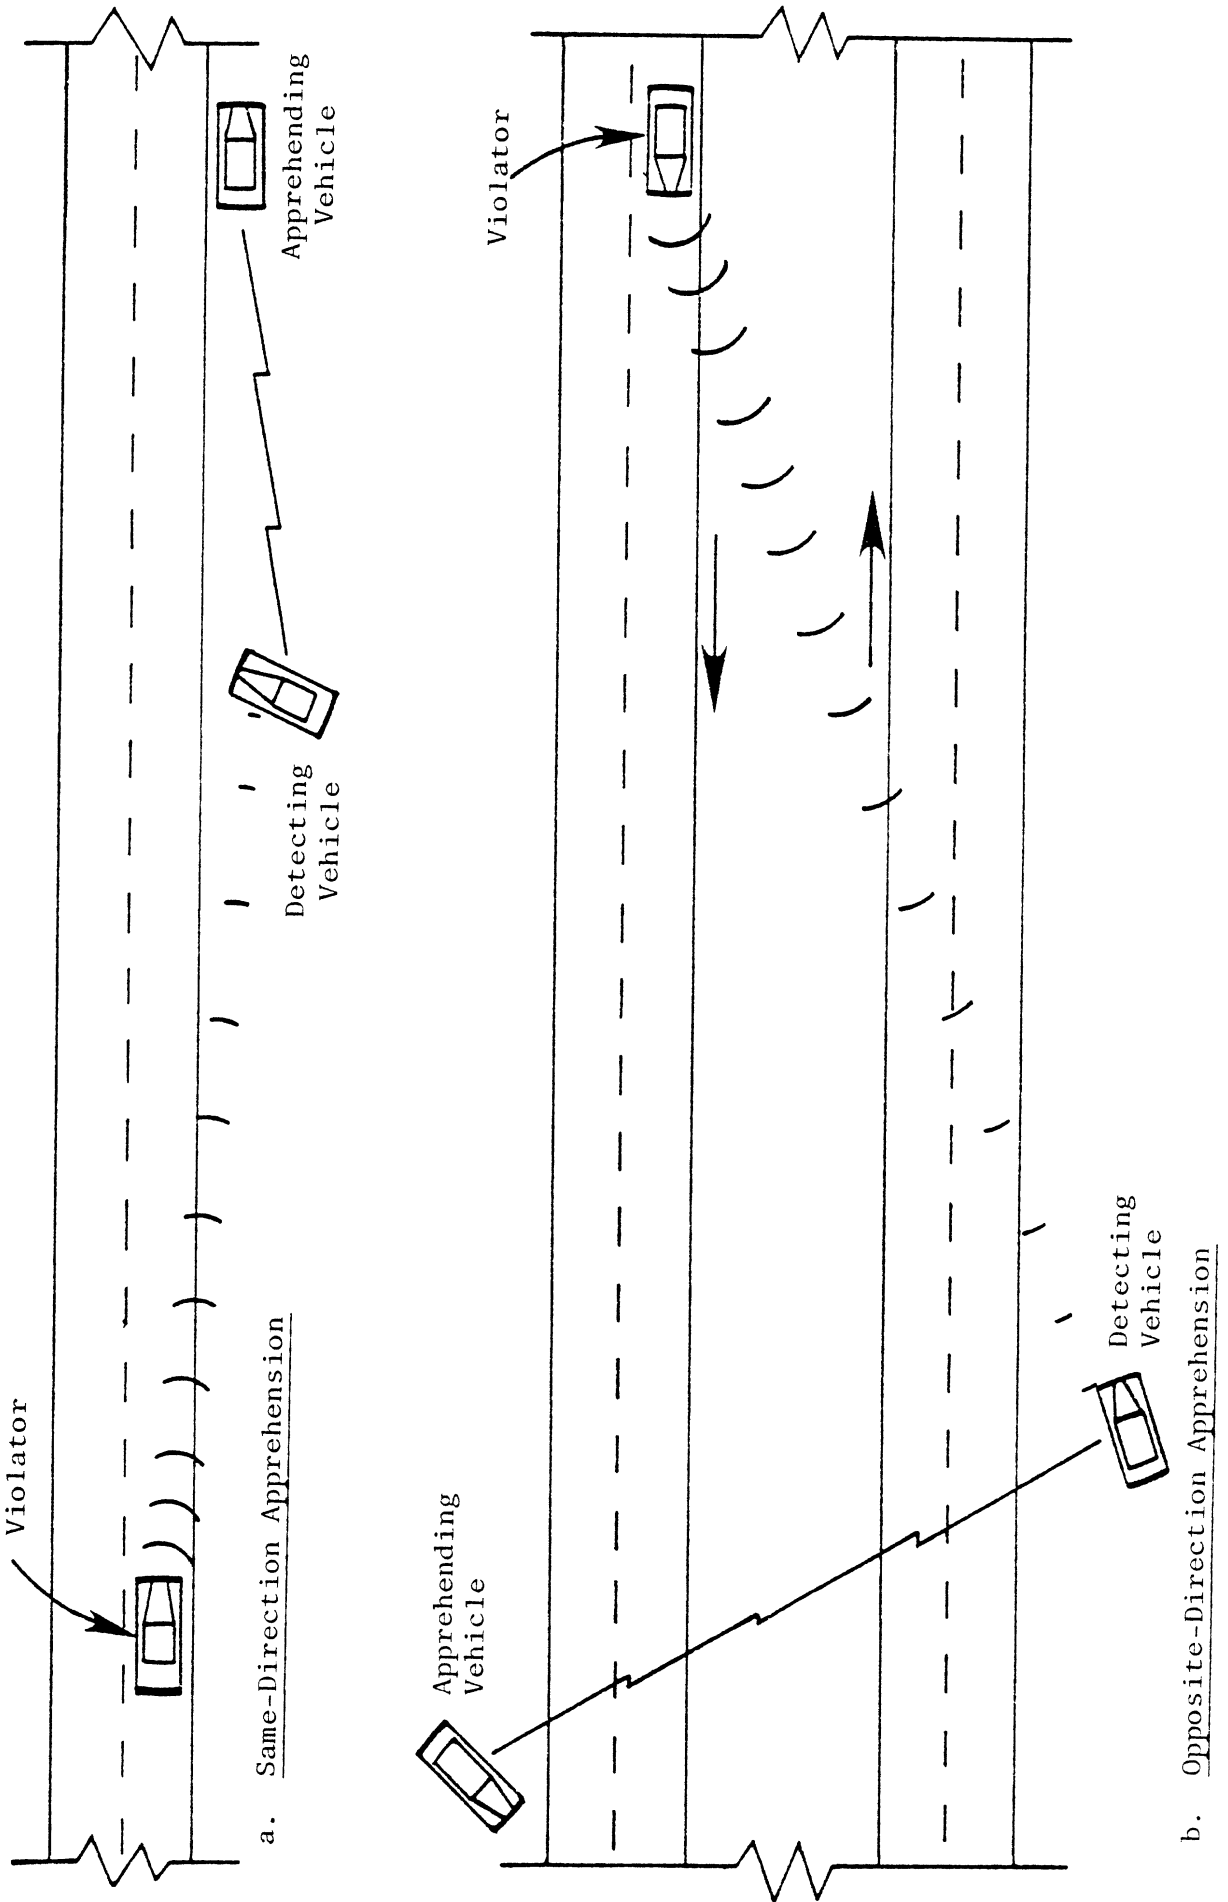 Violator
Detecting
Vehicle
Apprehending
Vehicle
a. Same-Direction Apprehension
Apprehending
Vehicle
Violator
Detecting
Vehicle
b. Opposite-Direction Apprehension